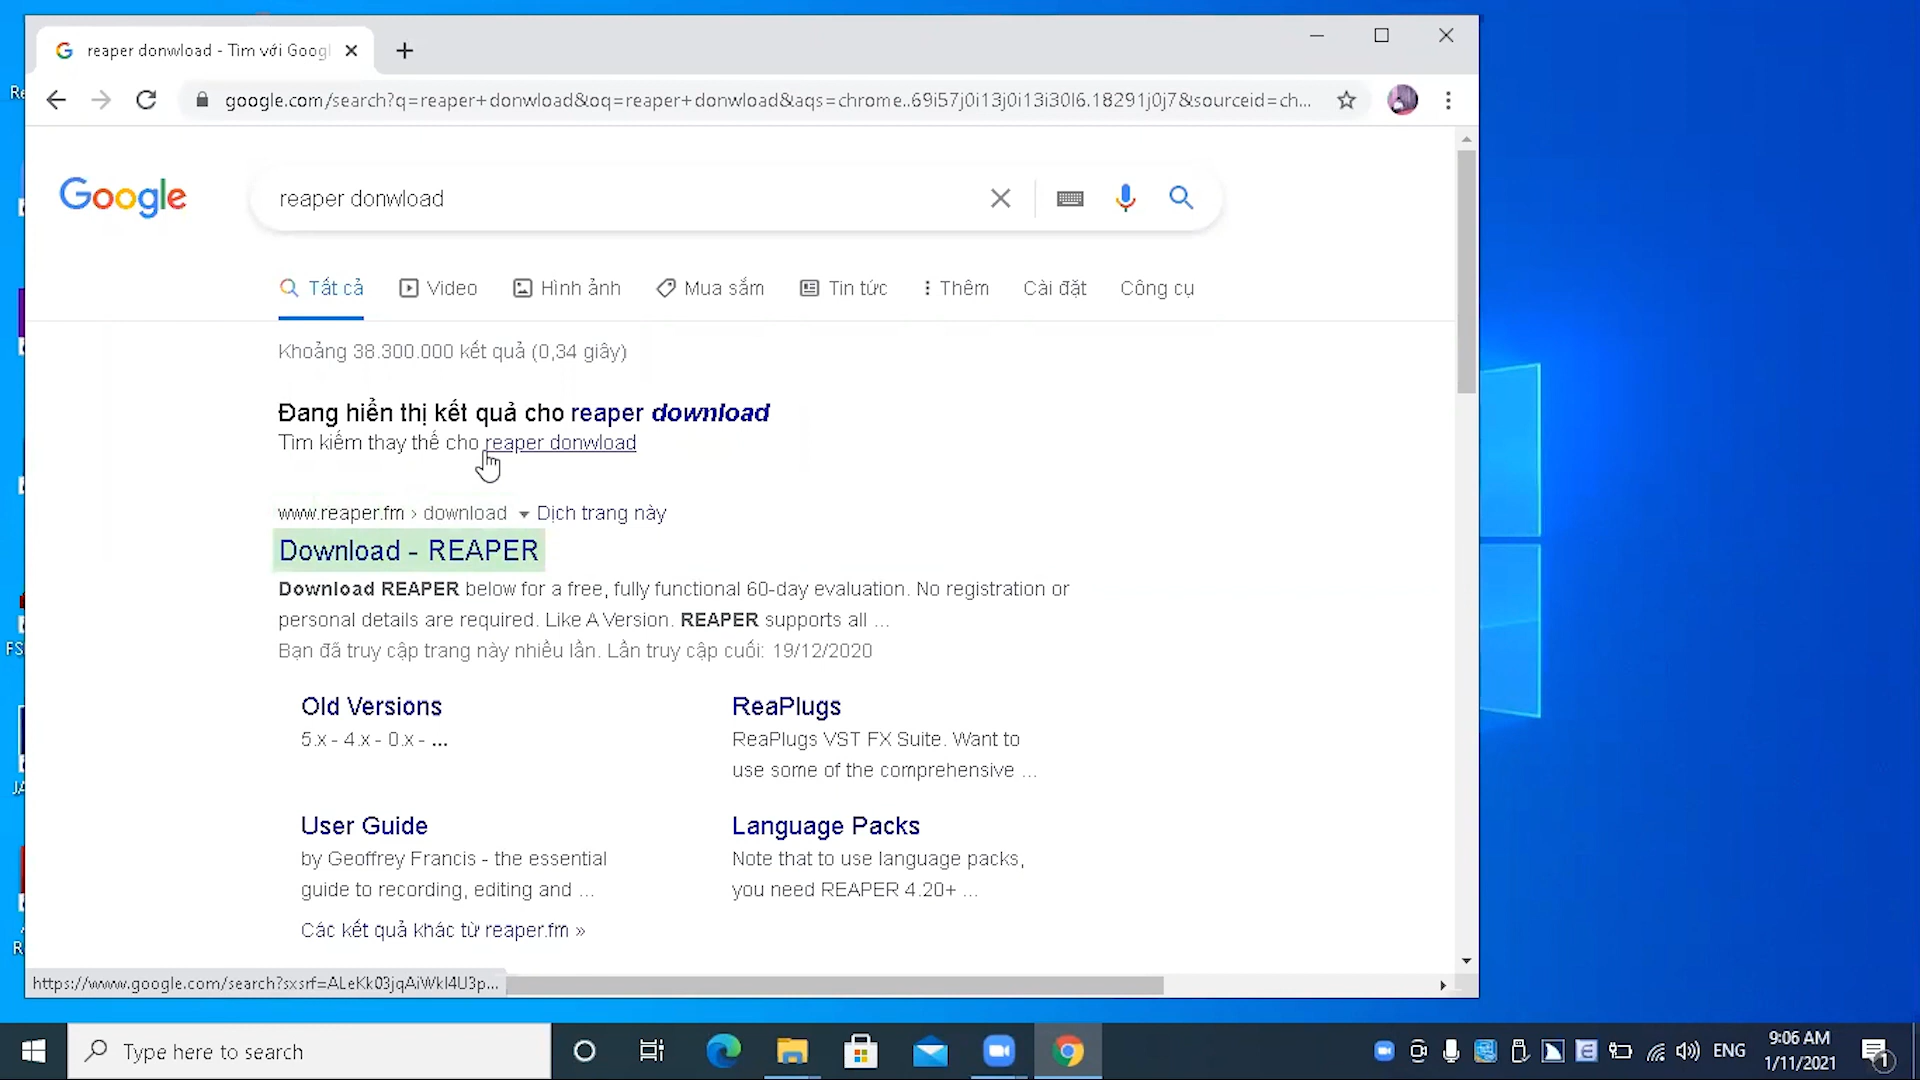 reaper donwload - Tìm với Googl
google.com/search?q=reaper+donwload&oq=reaper+donwload&aqs=chrome..69i57j0i13j0i13i30l6.18291j0j7&sourceid=ch...
Google
reaper donwload
Tất cả
Video
Hình ảnh
Mua sắm
Tin tức
Thêm
Cài đặt
Công cụ
Khoảng 38.300.000 kết quả (0,34 giây)
Đang hiển thị kết quả cho reaper download
Tìm kiếm thay thế cho reaper donwload
www.reaper.fm › download Dịch trang này
Download - REAPER
Download REAPER below for a free, fully functional 60-day evaluation. No registration or
personal details are required. Like A Version. REAPER supports all ...
Bạn đã truy cập trang này nhiều lần. Lần truy cập cuối: 19/12/2020
Old Versions
5.x - 4.x - 0.x - ...
ReaPlugs
ReaPlugs VST FX Suite. Want to
use some of the comprehensive ...
User Guide
by Geoffrey Francis - the essential
guide to recording, editing and ...
Language Packs
Note that to use language packs,
you need REAPER 4.20+ ...
Các kết quả khác từ reaper.fm »
https://www.google.com/search?sxsrf=ALeKk03jqAiWkI4U3p...
Type here to search
ENG
9:06 AM
1/11/2021
1